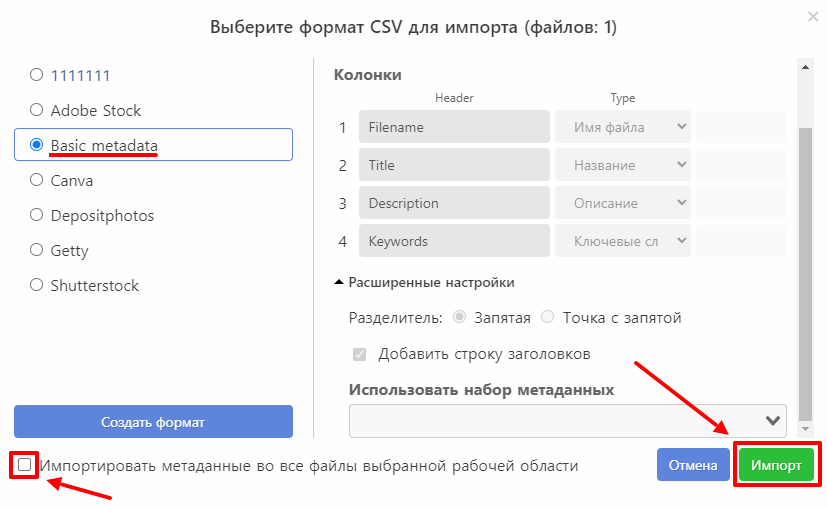 Выберите формат CSV для импорта (файлов: 1)
1111111
Adobe Stock
Basic metadata
Canva
Depositphotos
Getty
Shutterstock
Создать формат
Колонки
Header Type
1 Filename Имя файла
2 Title Название
3 Description Описание
4 Keywords Ключевые сл
Расширенные настройки
Разделитель: Запятая Точка с запятой
Добавить строку заголовков
Использовать набор метаданных
Импортировать метаданные во все файлы выбранной рабочей области
Отмена Импорт